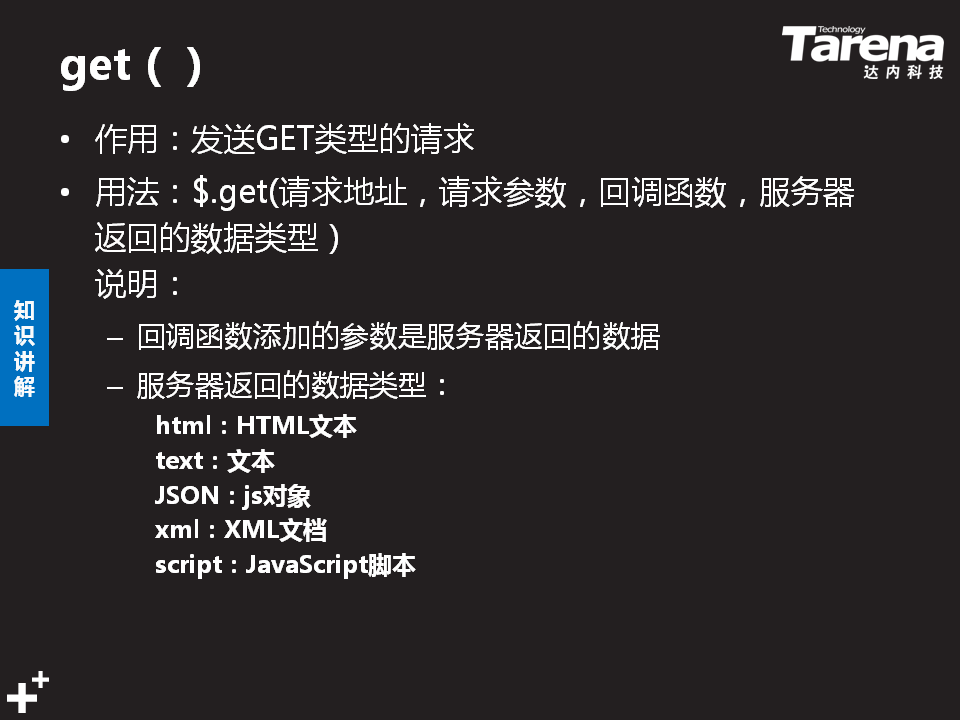 get（）
Technology
Tarena
达内科技
• 作用：发送GET类型的请求
• 用法：$.get(请求地址，请求参数，回调函数，服务器
返回的数据类型）
说明：
– 回调函数添加的参数是服务器返回的数据
– 服务器返回的数据类型：
html：HTML文本
text：文本
JSON：js对象
xml：XML文档
script：JavaScript脚本
知
识
讲
解